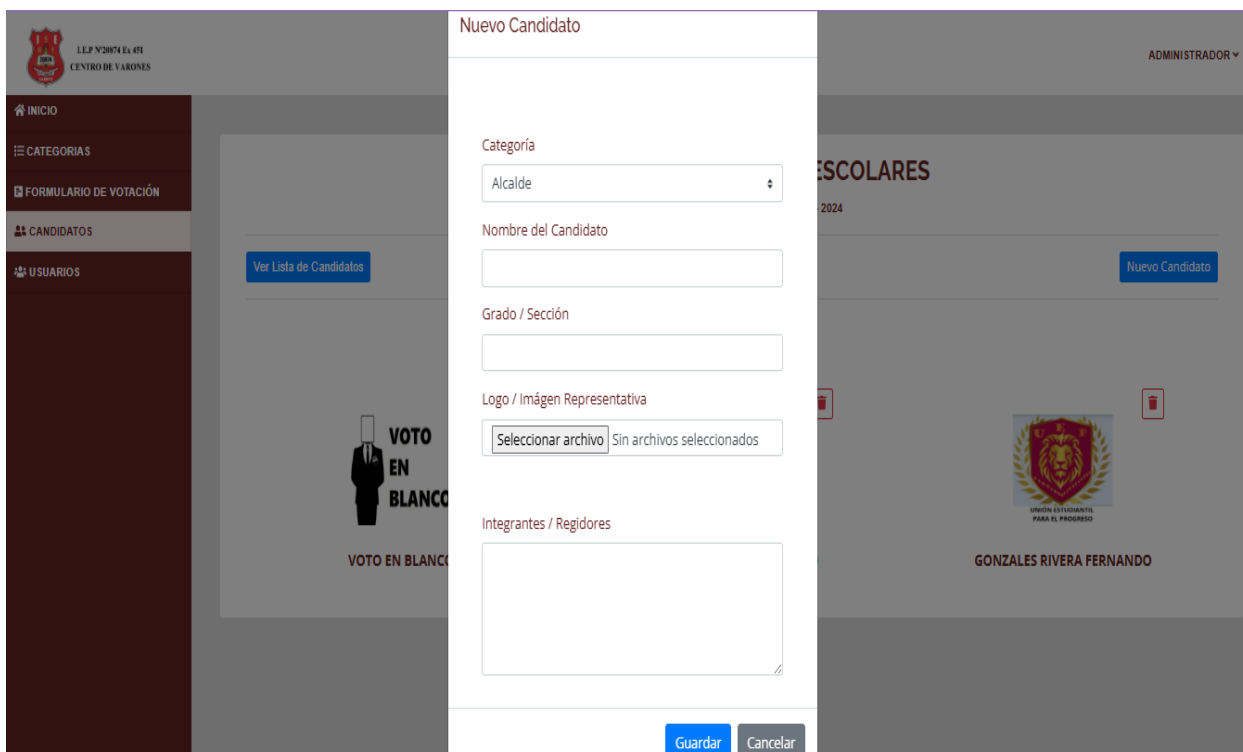 Nuevo Candidato
I.E.P N°20874 Ex 451
CENTRO DE VARONES
ADMINISTRADOR
INICIO
CATEGORIAS
FORMULARIO DE VOTACIÓN
CANDIDATOS
USUARIOS
ESCOLARES
2024
Ver Lista de Candidatos
Nuevo Candidato
Categoría
Alcalde
Nombre del Candidato
Grado / Sección
Logo / Imágen Representativa
Seleccionar archivo Sin archivos seleccionados
Integrantes / Regidores
VOTO
EN
BLANCO
VOTO EN BLANCO
U E P
UNIÓN ESTUDIANTIL
PARA EL PROGRESO
GONZALES RIVERA FERNANDO
Guardar Cancelar